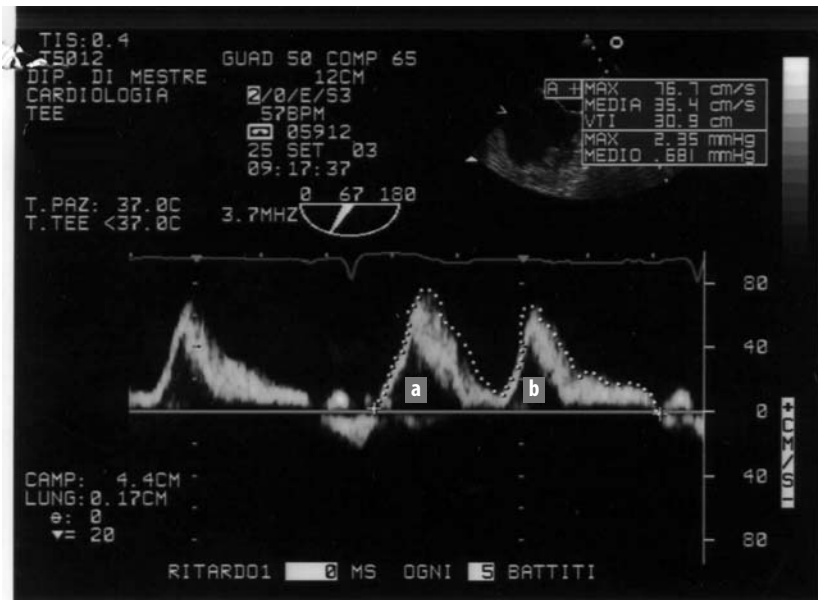 TIS:0.4
T5012
DIP. DI MESTRE
CARDIOLOGIA
TEE
GUAD 50 COMP 65
12CM
2/0/E/S3
57BPM
05912
25 SET 03
09:17:37
A + MAX 76.7 cm/s
MEDIA 35.4 cm/s
VTI 30.9 cm
MAX 2.35 mmHg
MEDIO .681 mmHg
T.PAZ: 37.0C
T.TEE <37.0C
3.7MHZ
0 67 180
80
40
0
40
80
+CM/S-
a
b
CAMP: 4.4CM
LUNG:0.17CM
θ: 0
▼= 20
RITARDO1 0 MS OGNI 5 BATTITI